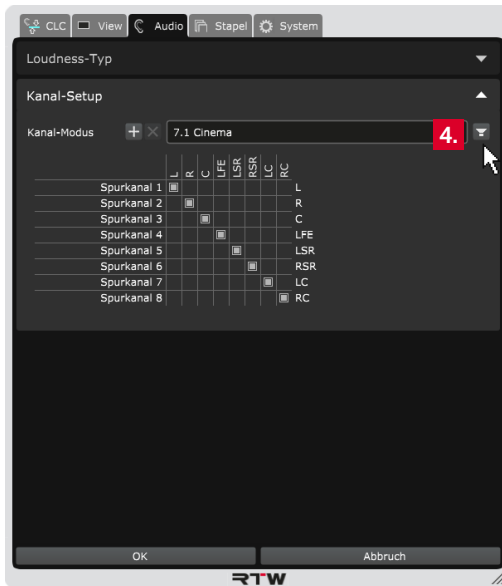 CLC View Audio Stapel System
Loudness-Typ
Kanal-Setup
Kanal-Modus 7.1 Cinema 4.
L R C LFE LSR RSR LC RC
Spurkanal 1 L
Spurkanal 2 R
Spurkanal 3 C
Spurkanal 4 LFE
Spurkanal 5 LSR
Spurkanal 6 RSR
Spurkanal 7 LC
Spurkanal 8 RC
OK Abbruch
RTW